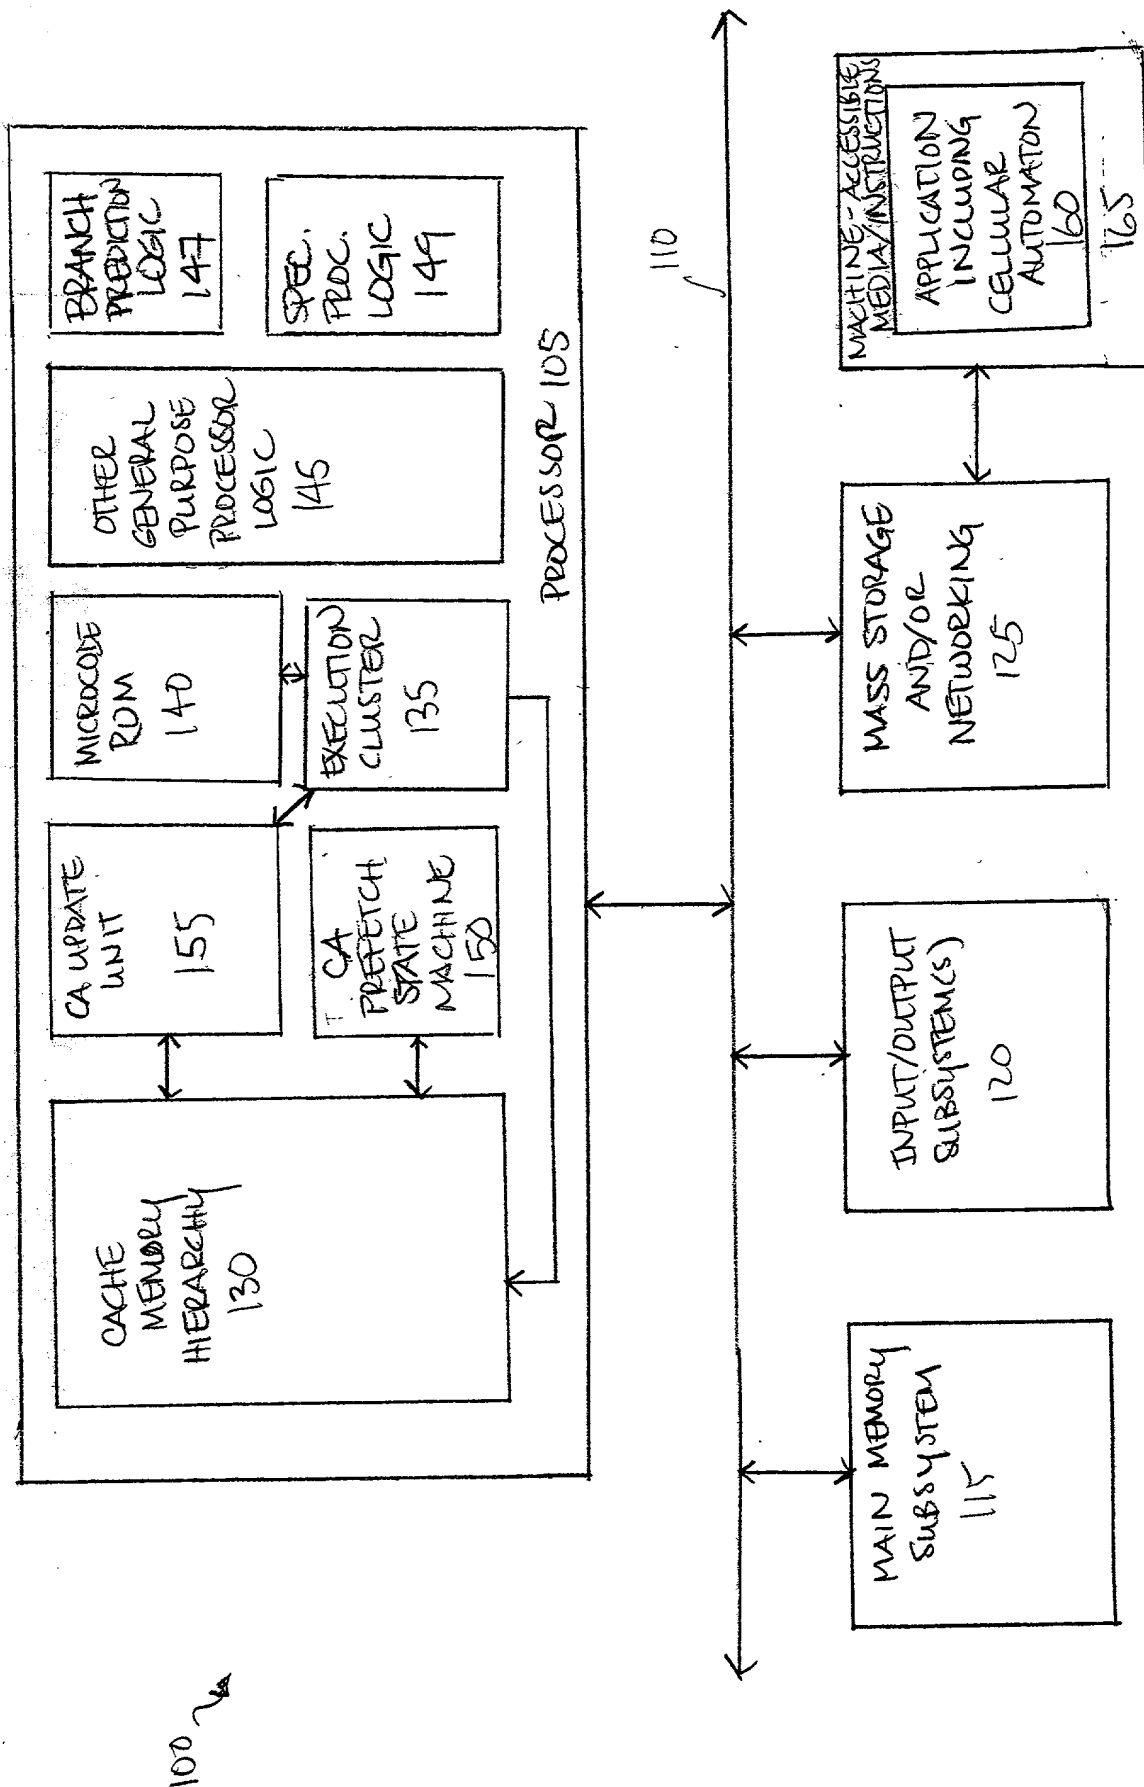 100
CACHE
MEMORY
HIERARCHY
130
CA UPDATE
UNIT
155
CA
PREFETCH
STATE
MACHINE
150
MICROCODE
ROM
140
EXECUTION
CLUSTER
135
OTHER
GENERAL
PURPOSE
PROCESSOR
LOGIC
145
BRANCH
PREDICTION
LOGIC
147
SPEC.
PROC.
LOGIC
149
PROCESSOR 105
110
MAIN MEMORY
SUBSYSTEM
115
INPUT/OUTPUT
SUBSYSTEM(S)
120
MASS STORAGE
AND/OR
NETWORKING
125
MACHINE-ACCESSIBLE
MEDIA/INSTRUCTIONS
APPLICATION
INCLUDING
CELLULAR
AUTOMATON
160
165